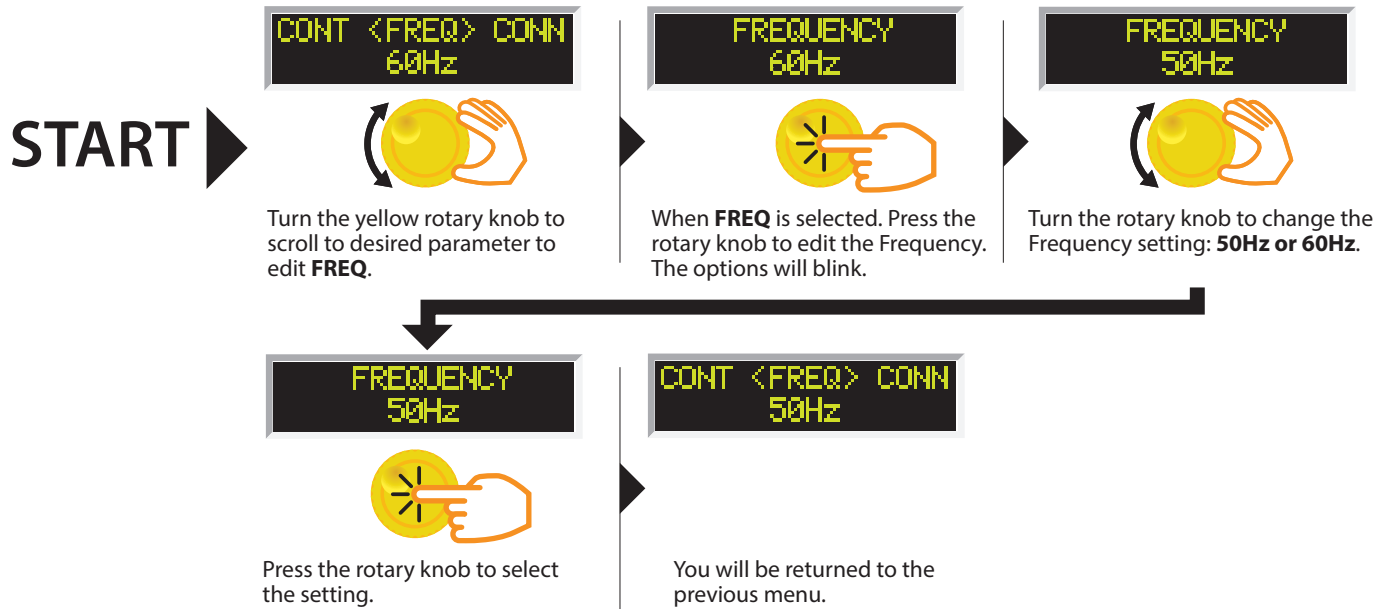 START
CONT <FREQ> CONN
60Hz
Turn the yellow rotary knob to
scroll to desired parameter to
edit FREQ.
FREQUENCY
60Hz
When FREQ is selected. Press the
rotary knob to edit the Frequency.
The options will blink.
FREQUENCY
50Hz
Turn the rotary knob to change the
Frequency setting: 50Hz or 60Hz.
FREQUENCY
50Hz
Press the rotary knob to select
the setting.
CONT <FREQ> CONN
50Hz
You will be returned to the
previous menu.